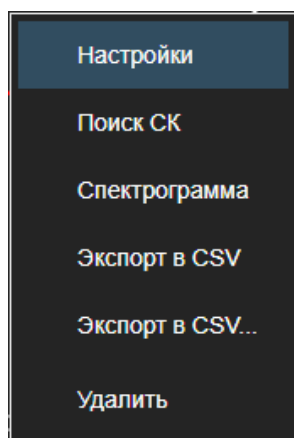 Настройки
Поиск СК
Спектрограмма
Экспорт в CSV
Экспорт в CSV...
Удалить